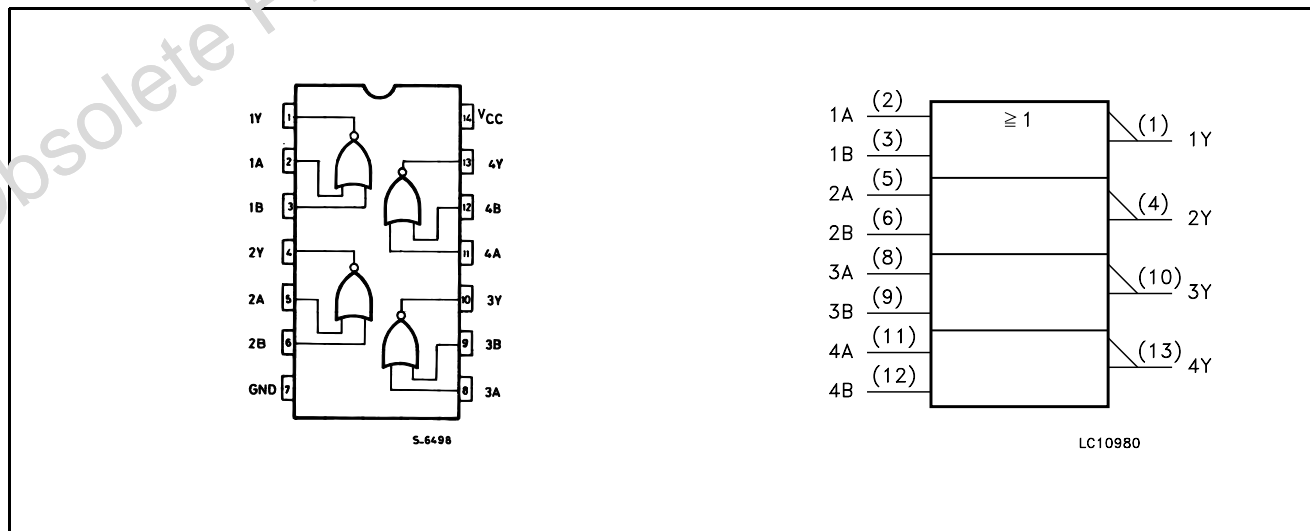 bsolete P
1Y 1 14 VCC
1A 2 13 4Y
1B 3 12 4B
2Y 4 11 4A
2A 5 10 3Y
2B 6 9 3B
GND 7 8 3A
S-6498
1A (2) ≧ 1 (1) 1Y
1B (3)
2A (5) (4) 2Y
2B (6)
3A (8) (10) 3Y
3B (9)
4A (11) (13) 4Y
4B (12)
LC10980